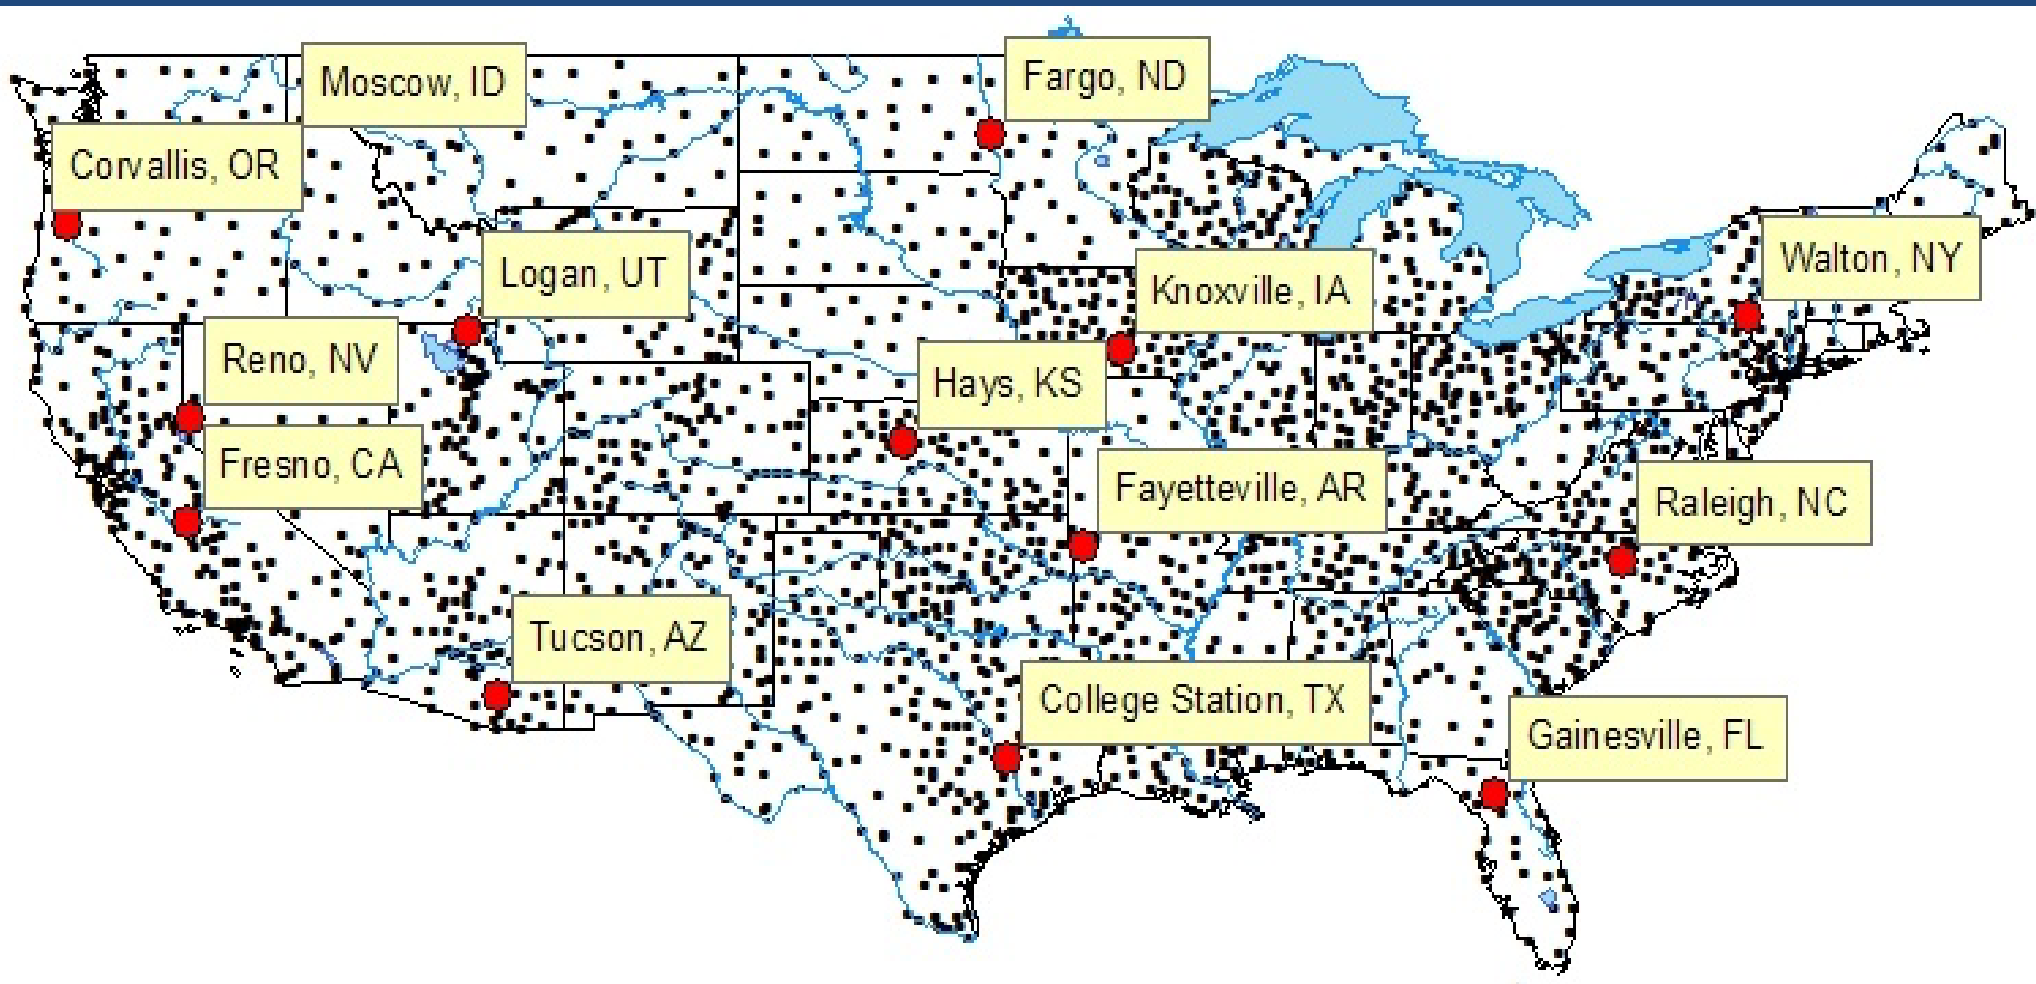 Moscow, ID
Fargo, ND
Corvallis, OR
Walton, NY
Logan, UT
Knoxville, IA
Reno, NV
Hays, KS
Fresno, CA
Fayetteville, AR
Raleigh, NC
Tucson, AZ
College Station, TX
Gainesville, FL